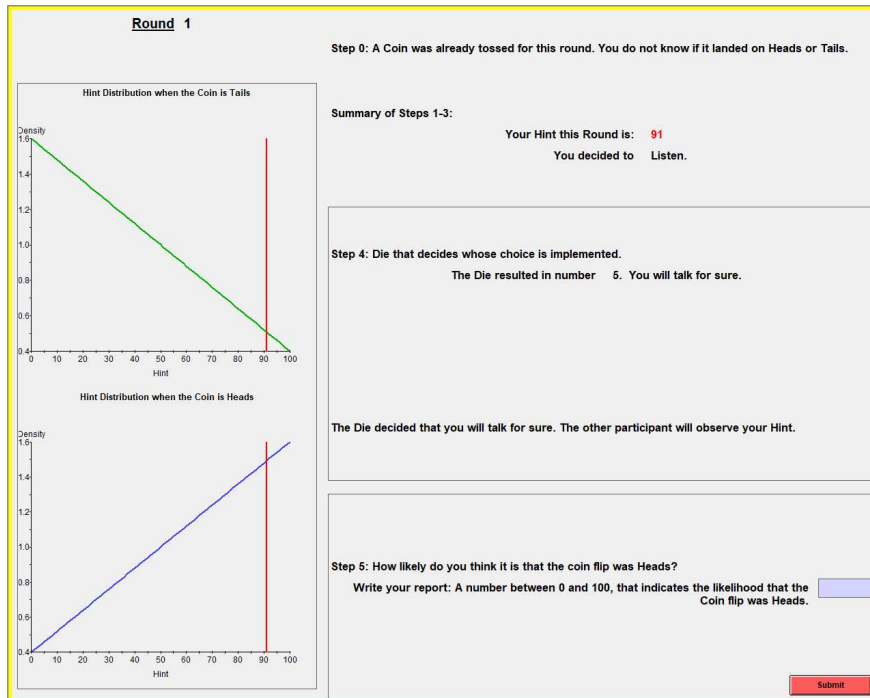 Round 1
Step 0: A Coin was already tossed for this round. You do not know if it landed on Heads or Tails.
Hint Distribution when the Coin is Tails
Density
1.6
1.4
1.2
1.0
0.8
0.6
0.4
0 10 20 30 40 50 60 70 80 90 100
Hint
Hint Distribution when the Coin is Heads
Density
1.6
1.4
1.2
1.0
0.8
0.6
0.4
0 10 20 30 40 50 60 70 80 90 100
Hint
Summary of Steps 1-3:
Your Hint this Round is: 91
You decided to Listen.
Step 4: Die that decides whose choice is implemented.
The Die resulted in number 5. You will talk for sure.
The Die decided that you will talk for sure. The other participant will observe your Hint.
Step 5: How likely do you think it is that the coin flip was Heads?
Write your report: A number between 0 and 100, that indicates the likelihood that the
Coin flip was Heads.
Submit